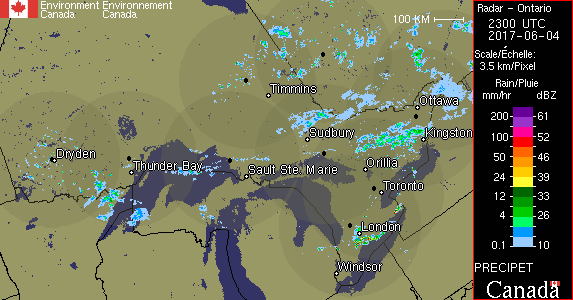 Environment Environnement
Canada Canada
100 KM
Timmins
Ottawa
Sudbury
Kingston
Dryden
Thunder Bay
Sault Ste. Marie
Orillia
Toronto
London
Windsor
Radar - Ontario
2300 UTC
2017-06-04
Scale/Échelle:
3.5 km/Pixel
Rain/Pluie
mm/hr dBZ
200 61
100 52
50 46
24 39
12 34
4 26
0.1 10
PRECIPET
Canada